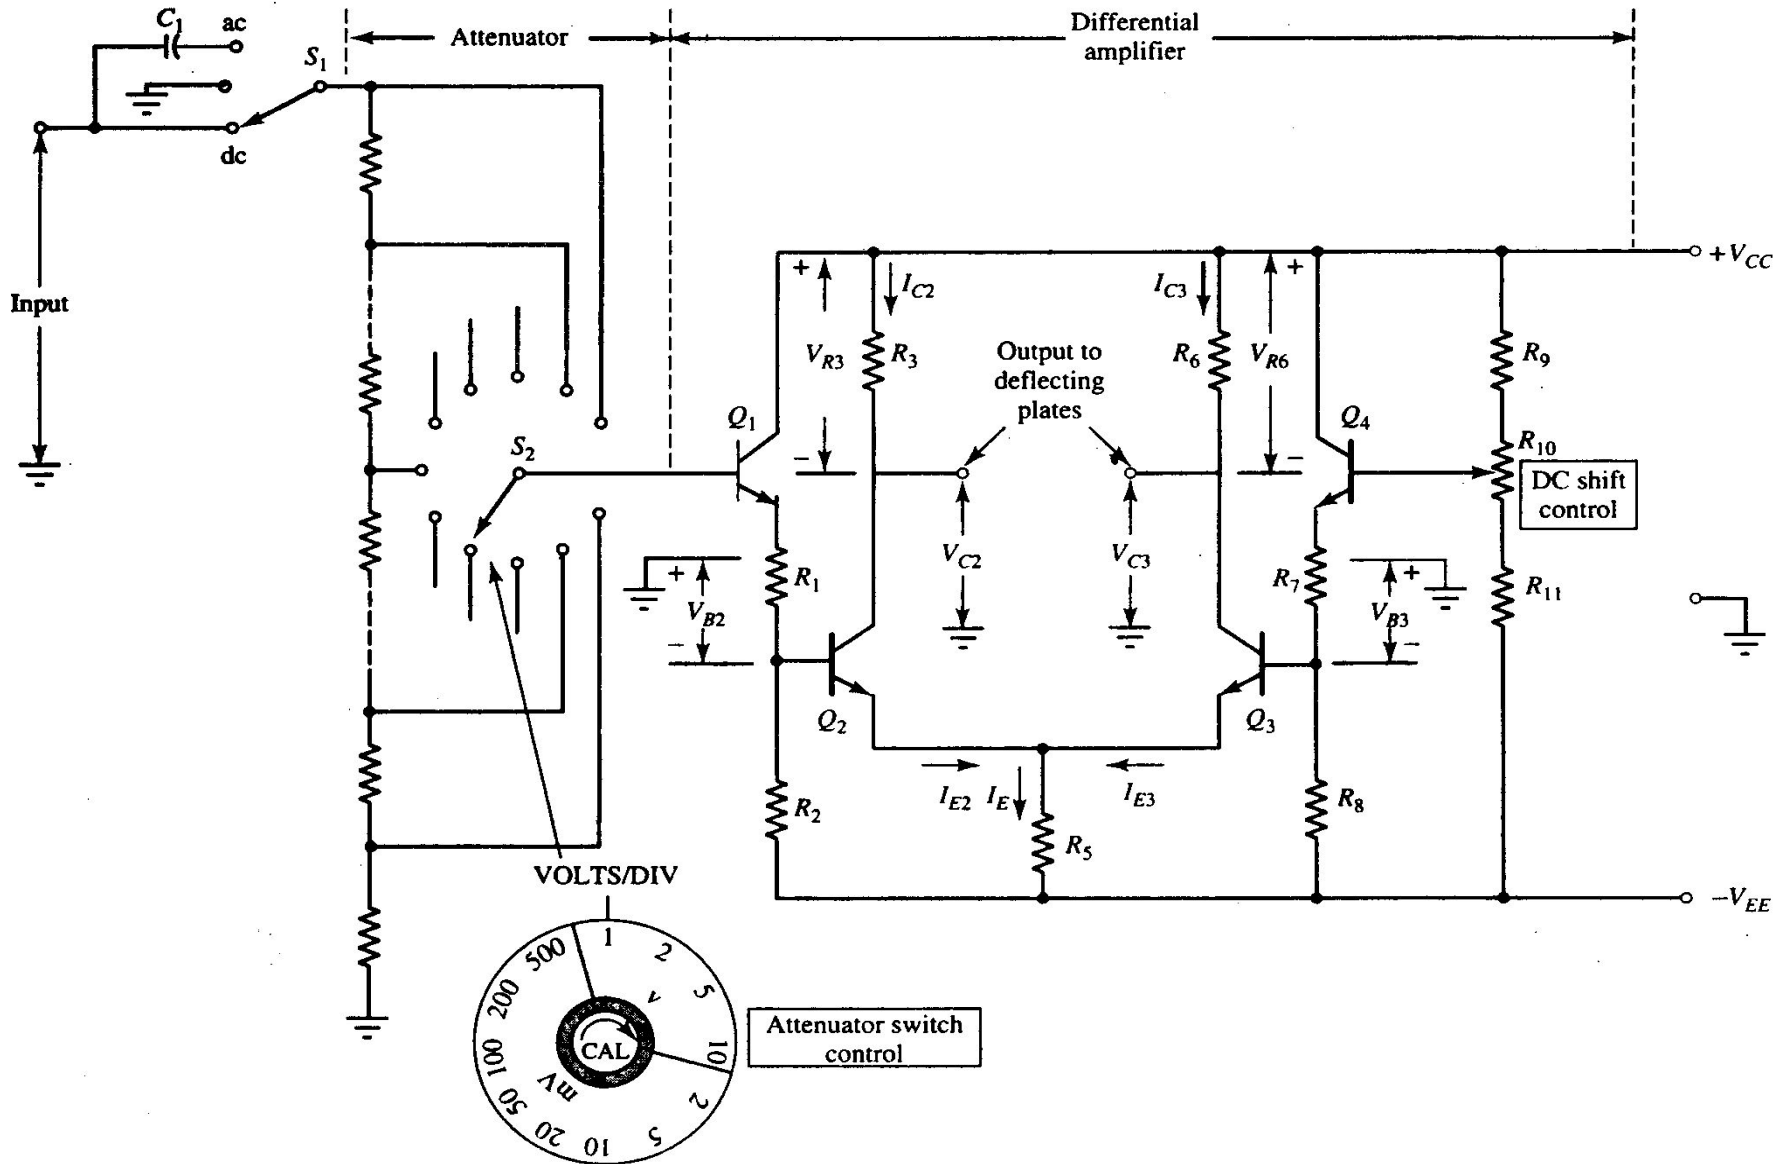 C1
ac
S1
Attenuator
Differential
amplifier
dc
Input
+VCC
IC2
IC3
VR3
R3
Output to
deflecting
plates
R6
VR6
R9
Q1
Q4
S2
R10
DC shift
control
VC2
VC3
+
-
R1
VB2
R7
VB3
R11
Q2
Q3
IE2
IE
IE3
R2
R5
R8
VOLTS/DIV
-VEE
1
2
5
10
2
5
10
20
50
100
200
500
v
mV
CAL
Attenuator switch
control